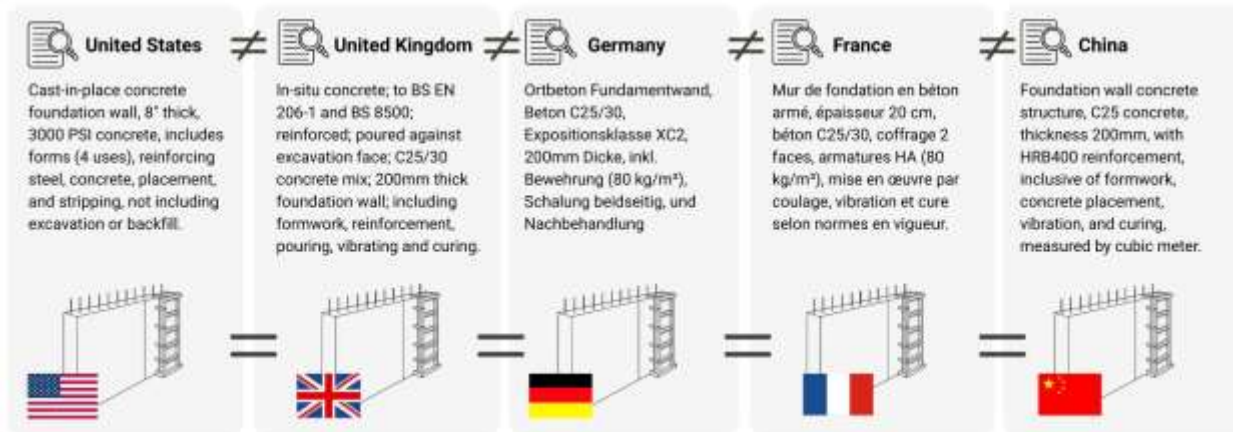 United States ≠ United Kingdom ≠ Germany ≠ France ≠ China
Cast-in-place concrete
foundation wall, 8" thick,
3000 PSI concrete, includes
forms (4 uses), reinforcing
steel, concrete, placement,
and stripping, not including
excavation or backfill.
In-situ concrete; to BS EN
206-1 and BS 8500;
reinforced; poured against
excavation face; C25/30
concrete mix; 200mm thick
foundation wall; including
formwork, reinforcement,
pouring, vibrating and curing.
Ortbeton Fundamentwand,
Beton C25/30,
Expositionsklasse XC2,
200mm Dicke, inkl.
Bewehrung (80 kg/m³),
Schalung beidseitig, und
Nachbehandlung
Mur de fondation en béton
armé, épaisseur 20 cm,
béton C25/30, coffrage 2
faces, armatures HA (80
kg/m³), mise en œuvre par
coulage, vibration et cure
selon normes en vigueur.
Foundation wall concrete
structure, C25 concrete,
thickness 200mm, with
HRB400 reinforcement,
inclusive of formwork,
concrete placement,
vibration, and curing,
measured by cubic meter.
= = = =